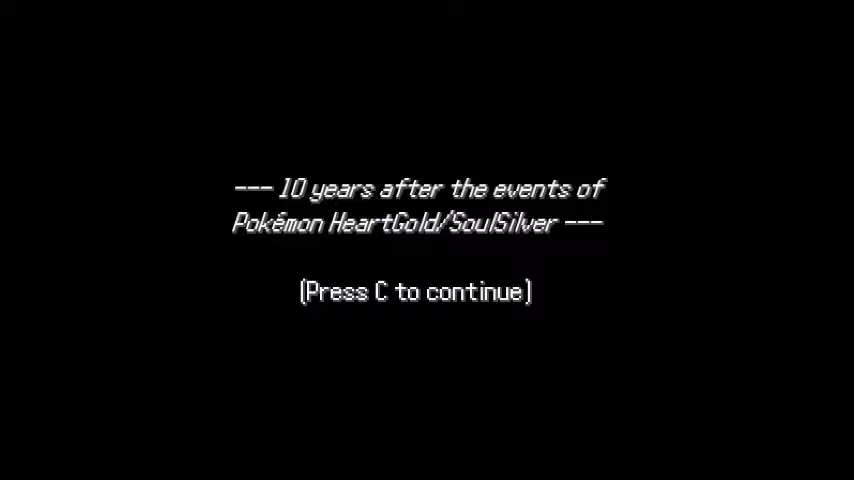 --- 10 years after the events of
Pokémon HeartGold/SoulSilver ---
(Press C to continue)